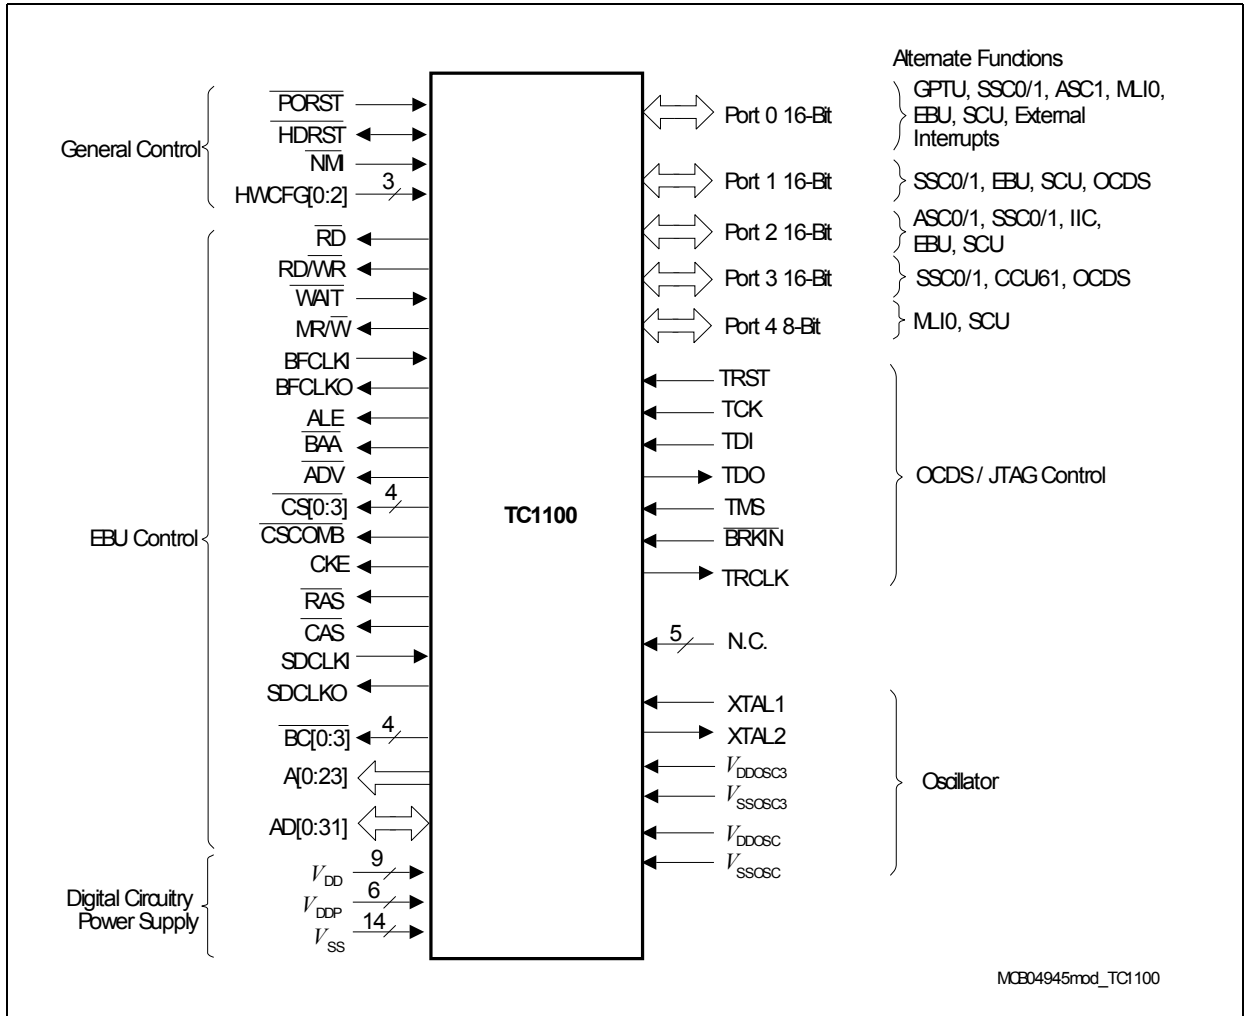 General Control
PORST
HDRST
NMI
HWCFG[0:2]
3
EBU Control
RD
RD/WR
WAIT
MR/W
BFCLKI
BFCLKO
ALE
BAA
ADV
CS[0:3]
4
CSCOMB
CKE
RAS
CAS
SDCLKI
SDCLKO
BC[0:3]
4
A[0:23]
AD[0:31]
Digital Circuitry
Power Supply
VDD
9
VDDP
6
VSS
14
TC1100
Alternate Functions
Port 0 16-Bit
GPTU, SSC0/1, ASC1, MLI0,
EBU, SCU, External
Interrupts
Port 1 16-Bit
SSC0/1, EBU, SCU, OCDS
Port 2 16-Bit
ASC0/1, SSC0/1, IIC,
EBU, SCU
Port 3 16-Bit
SSC0/1, CCU61, OCDS
Port 4 8-Bit
MLI0, SCU
TRST
TCK
TDI
TDO
TMS
BRKIN
TRCLK
OCDS / JTAG Control
5
N.C.
XTAL1
XTAL2
VDDOSC3
VSSOSC3
VDDOSC
VSSOSC
Oscillator
MCB04945mod_TC1100